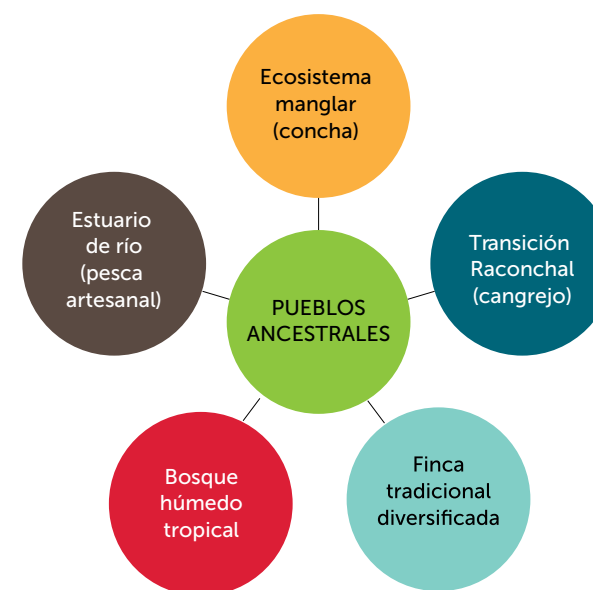 Ecosistema
manglar
(concha)
Estuario
de río
(pesca
artesanal)
Transición
Raconchal
(cangrejo)
PUEBLOS
ANCESTRALES
Bosque
húmedo
tropical
Finca
tradicional
diversificada